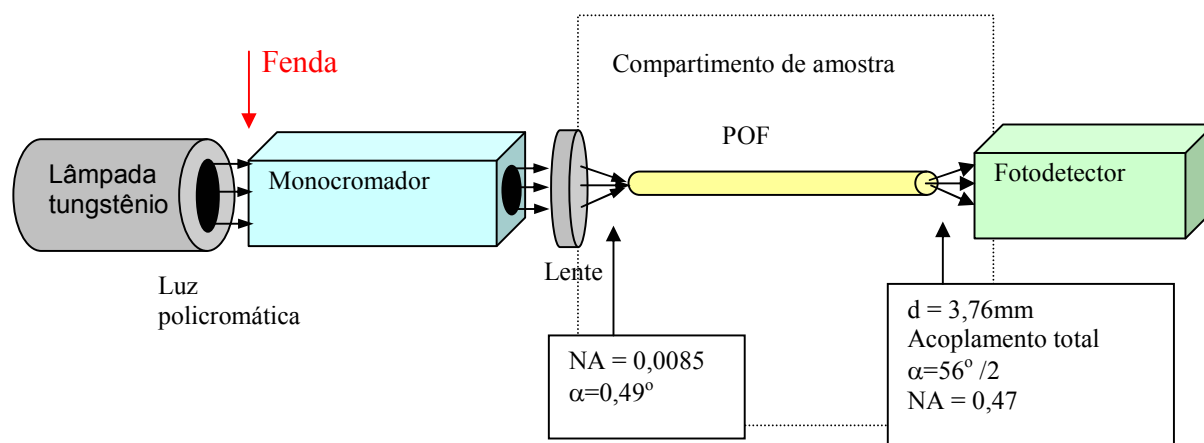 Fenda
Compartimento de amostra
POF
Lâmpada
tungstênio
Monocromador
Fotodetector
Luz
policromática
Lente
NA = 0,0085
α=0,49º
d = 3,76mm
Acoplamento total
α=56º /2
NA = 0,47